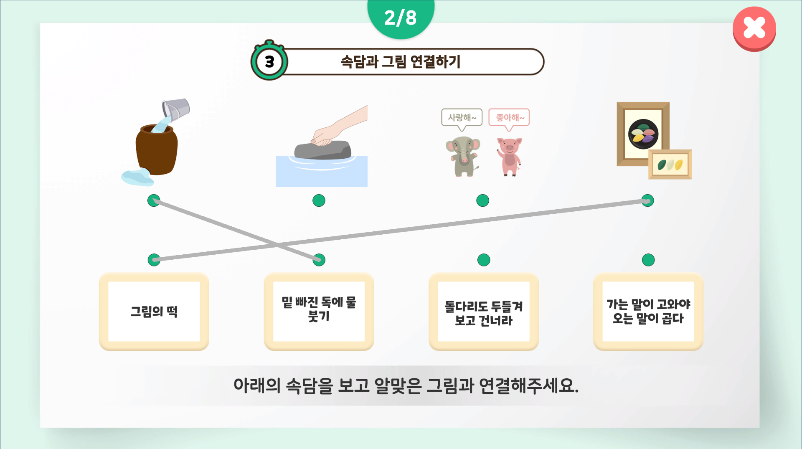 2/8
3
속담과 그림 연결하기
사랑해~
좋아해~
그림의 떡
밑 빠진 독에 물
붓기
돌다리도 두들겨
보고 건너라
가는 말이 고와야
오는 말이 곱다
아래의 속담을 보고 알맞은 그림과 연결해주세요.